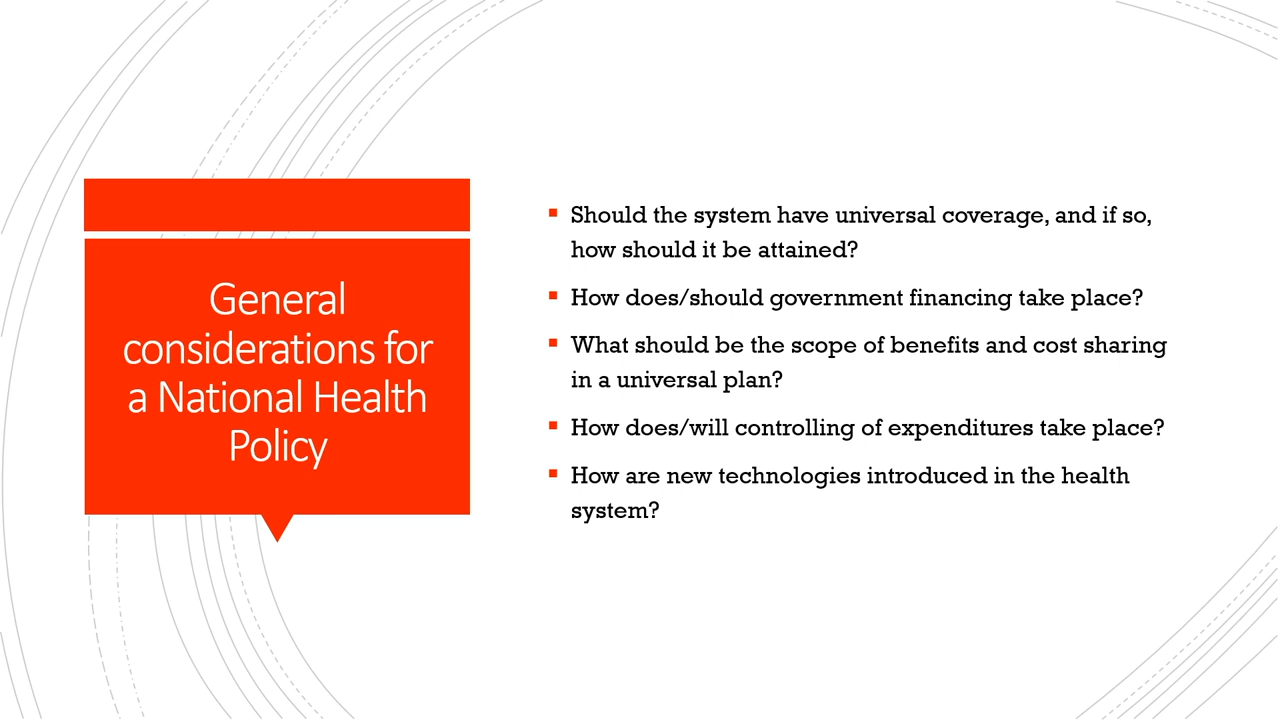 General
considerations for
a National Health
Policy
▪ Should the system have universal coverage, and if so,
how should it be attained?
▪ How does/should government financing take place?
▪ What should be the scope of benefits and cost sharing
in a universal plan?
▪ How does/will controlling of expenditures take place?
▪ How are new technologies introduced in the health
system?